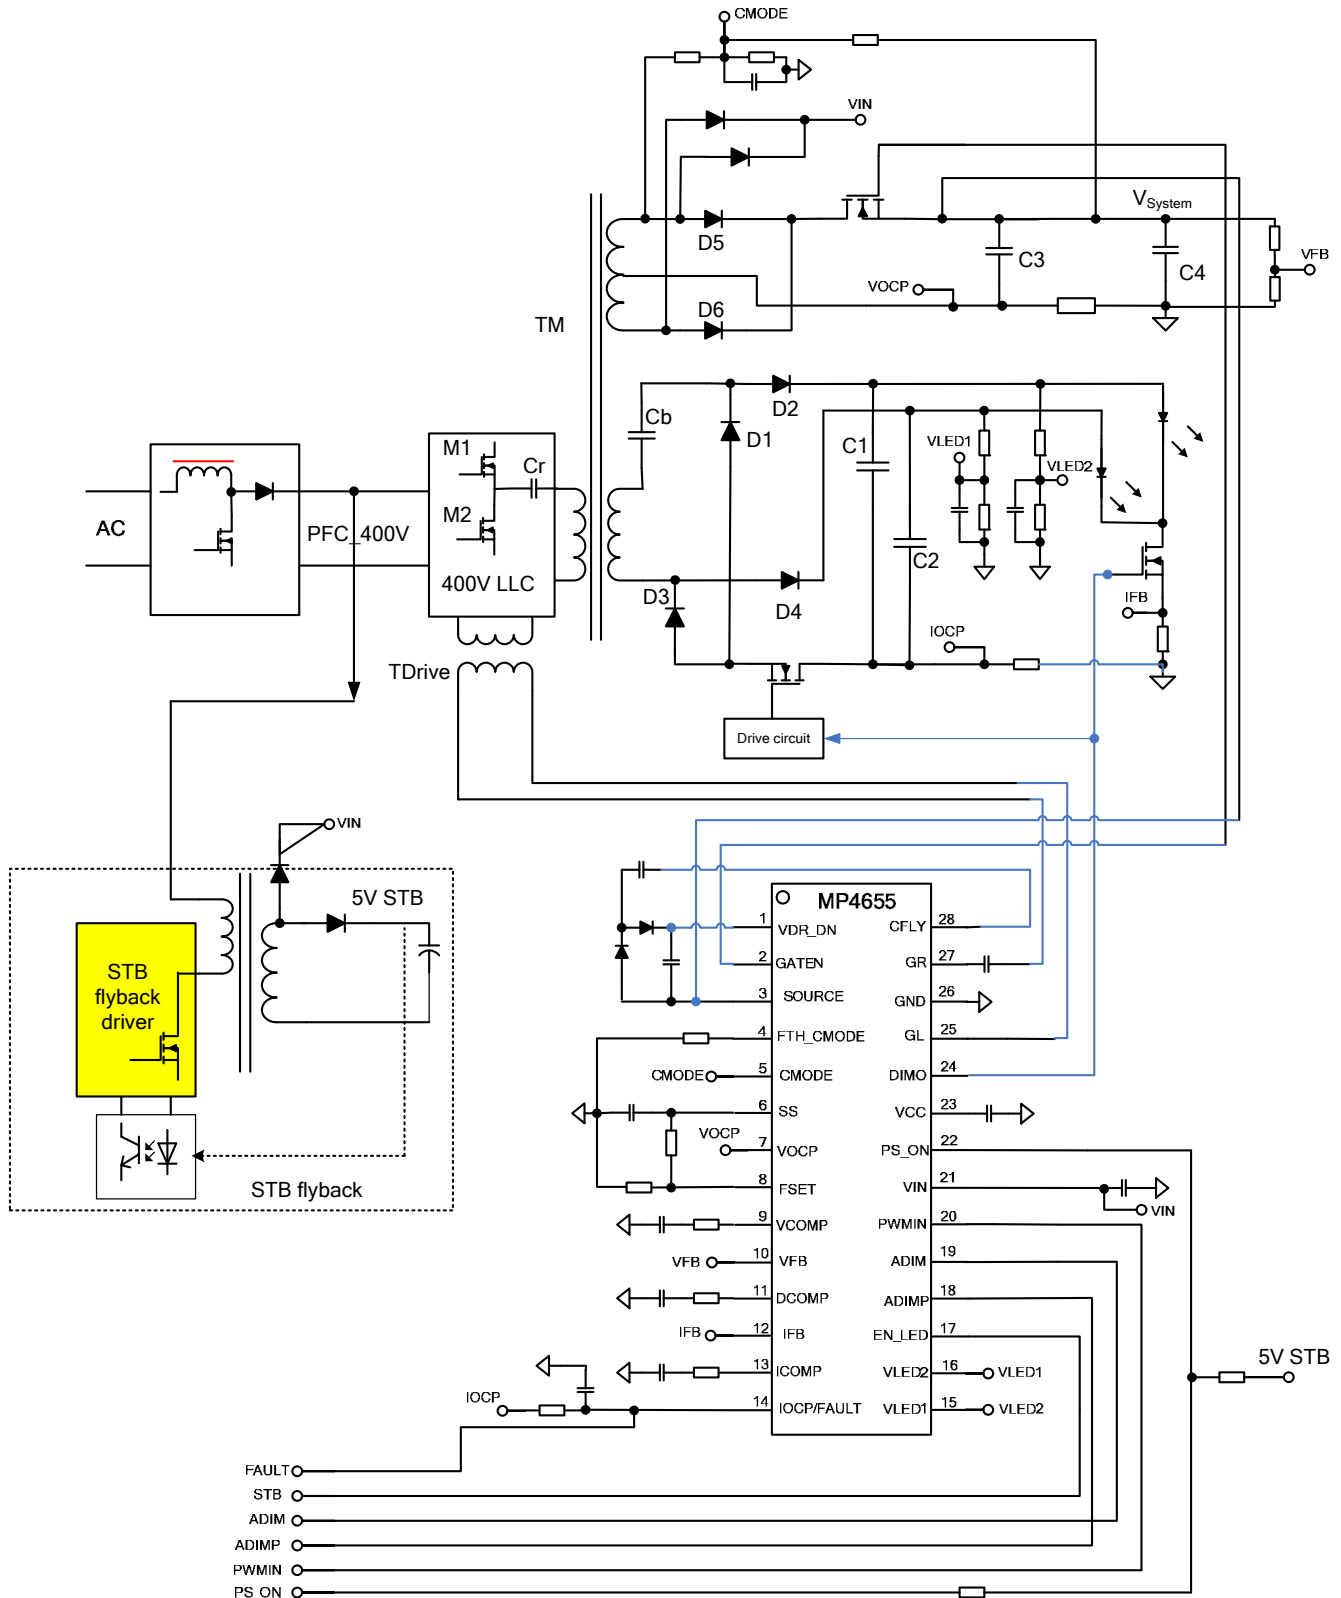 CMODE
VIN
V_System
D5
C3
C4
VFB
VOCP
D6
TM
D2
Cb
D1
C1
VLED1
VLED2
M1
Cr
M2
AC
PFC_400V
400V LLC
C2
D3
D4
IFB
IOCP
TDrive
Drive circuit
VIN
5V STB
STB
flyback
driver
STB flyback
MP4655
1 VDR_DN
CFLY 28
2 GATEN
GR 27
3 SOURCE
GND 26
4 FTH_CMODE
GL 25
CMODE 5 CMODE
DIMO 24
6 SS
VCC 23
VOCP 7 VOCP
PS_ON 22
8 FSET
VIN 21
VIN
9 VCOMP
PWMIN 20
VFB 10 VFB
ADIM 19
11 DCOMP
ADIMP 18
IFB 12 IFB
EN_LED 17
13 ICOMP
VLED2 16 VLED1
IOCP 14 IOCP/FAULT
VLED1 15 VLED2
5V STB
FAULT
STB
ADIM
ADIMP
PWMIN
PS ON